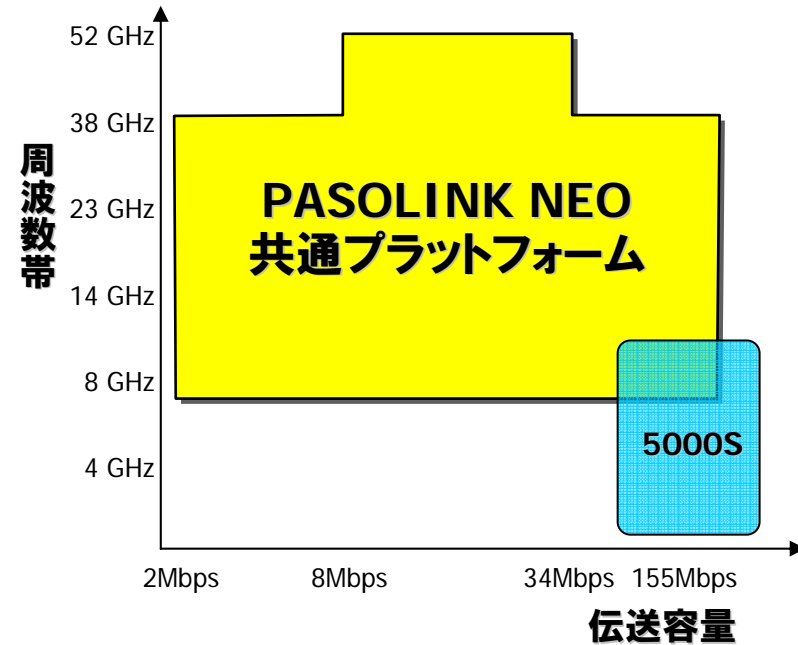 52 GHz
38 GHz
23 GHz
14 GHz
8 GHz
4 GHz
周波数帯
PASOLINK NEO
共通プラットフォーム
5000S
2Mbps
8Mbps
34Mbps
155Mbps
伝送容量